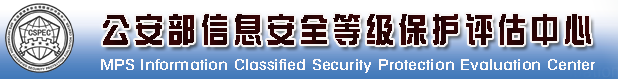 CSPEC
公安部信息安全等级保护评估中心
MPS Information Classified Security Protection Evaluation Center